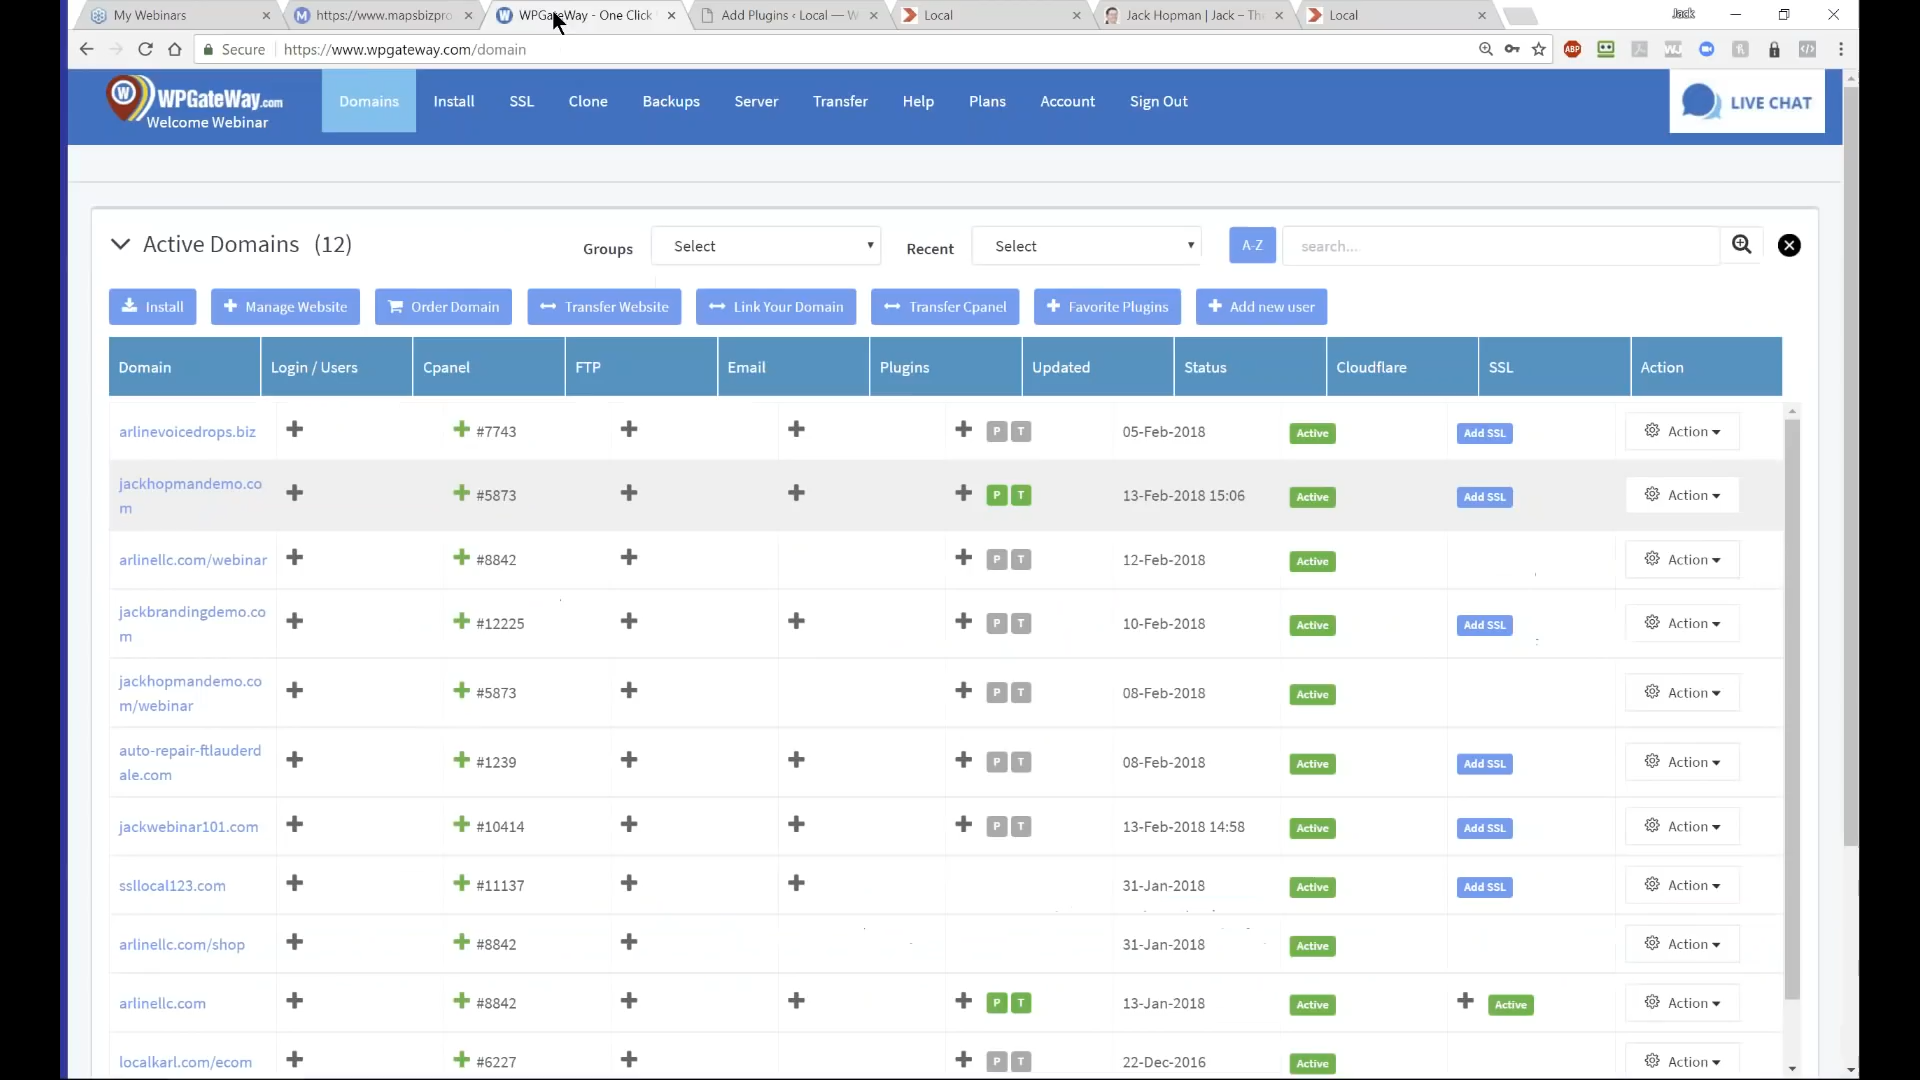 My Webinars
https://www.mapsbizpro
WPGateWay - One Click
Add Plugins ‹ Local — W
Local
Jack Hopman | Jack – The
Local
Jack
Secure
https://www.wpgateway.com/domain
ABP
WPGateWay.com
Welcome Webinar
Domains
Install
SSL
Clone
Backups
Server
Transfer
Help
Plans
Account
Sign Out
LIVE CHAT
Active Domains (12)
Groups
Select
Recent
Select
A-Z
search...
Install
Manage Website
Order Domain
Transfer Website
Link Your Domain
Transfer Cpanel
Favorite Plugins
Add new user
Domain Login / Users Cpanel FTP Email Plugins Updated Status Cloudflare SSL Action
arlinevoicedrops.biz #7743 P T 05-Feb-2018 Active Add SSL Action
jackhopmandemo.co
m
#5873 P T 13-Feb-2018 15:06 Active Add SSL Action
arlinellc.com/webinar #8842 P T 12-Feb-2018 Active Action
jackbrandingdemo.co
m
#12225 P T 10-Feb-2018 Active Add SSL Action
jackhopmandemo.co
m/webinar
#5873 P T 08-Feb-2018 Active Action
auto-repair-ftlauderd
ale.com
#1239 P T 08-Feb-2018 Active Add SSL Action
jackwebinar101.com #10414 P T 13-Feb-2018 14:58 Active Add SSL Action
ssllocal123.com #11137 31-Jan-2018 Active Add SSL Action
arlinellc.com/shop #8842 31-Jan-2018 Active Action
arlinellc.com #8842 P T 13-Jan-2018 Active Active Action
localkarl.com/ecom #6227 P T 22-Dec-2016 Active Action